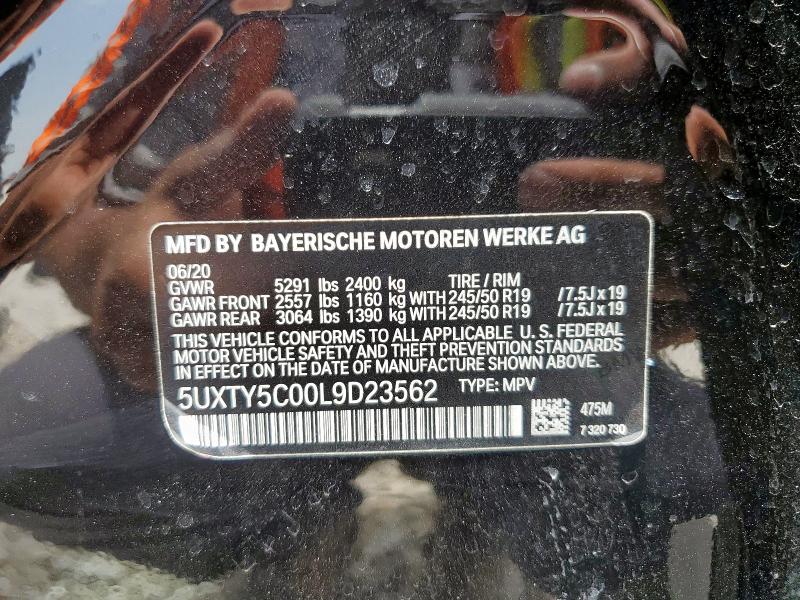 MFD BY BAYERISCHE MOTOREN WERKE AG
06/20
GVWR 5291 lbs 2400 kg TIRE / RIM
GAWR FRONT 2557 lbs 1160 kg WITH 245/50 R19 /7.5J x 19
GAWR REAR 3064 lbs 1390 kg WITH 245/50 R19 /7.5J x 19
THIS VEHICLE CONFORMS TO ALL APPLICABLE U. S. FEDERAL
MOTOR VEHICLE SAFETY AND THEFT PREVENTION STANDARDS
IN EFFECT ON THE DATE OF MANUFACTURE SHOWN ABOVE.
5UXTY5C00L9D23562 TYPE: MPV
475M
7 320 730